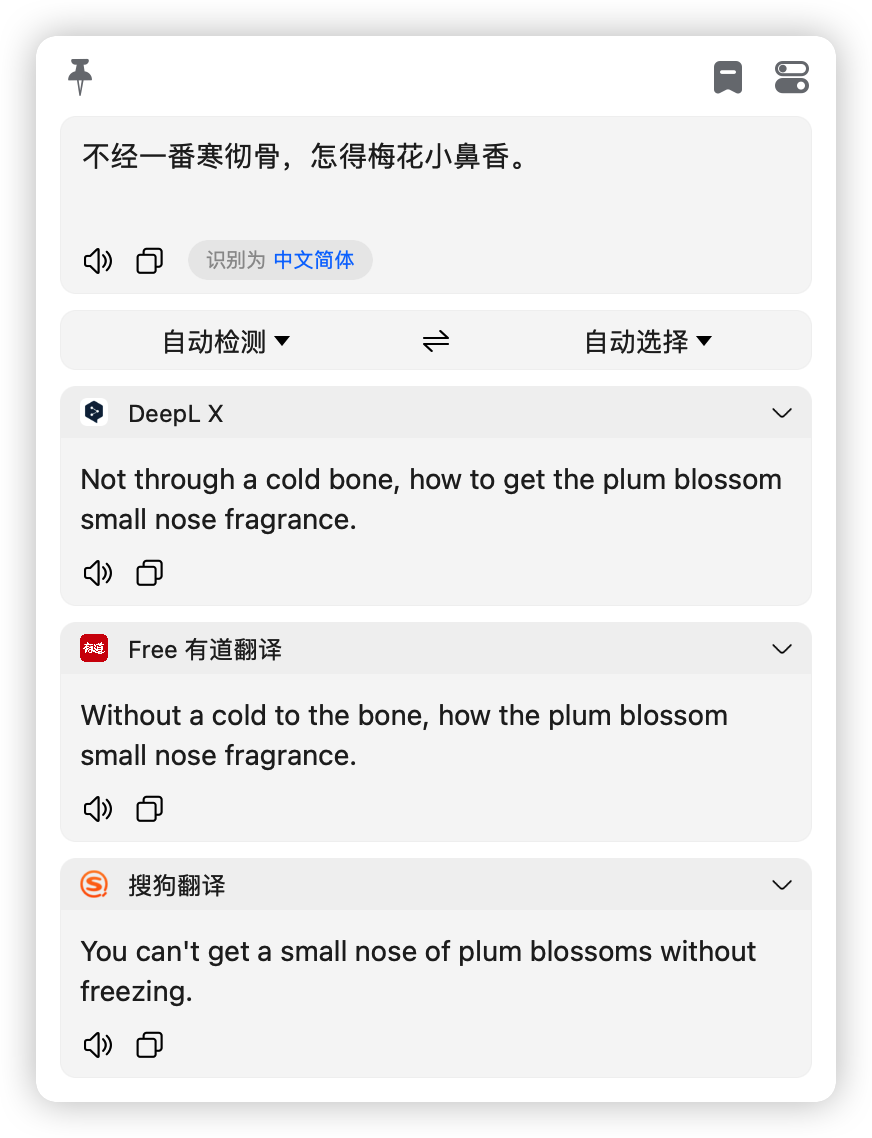 不经一番寒彻骨，怎得梅花小鼻香。
识别为 中文简体
自动检测 自动选择
DeepL X
Not through a cold bone, how to get the plum blossom
small nose fragrance.
有道
Free 有道翻译
Without a cold to the bone, how the plum blossom
small nose fragrance.
搜狗翻译
You can't get a small nose of plum blossoms without
freezing.